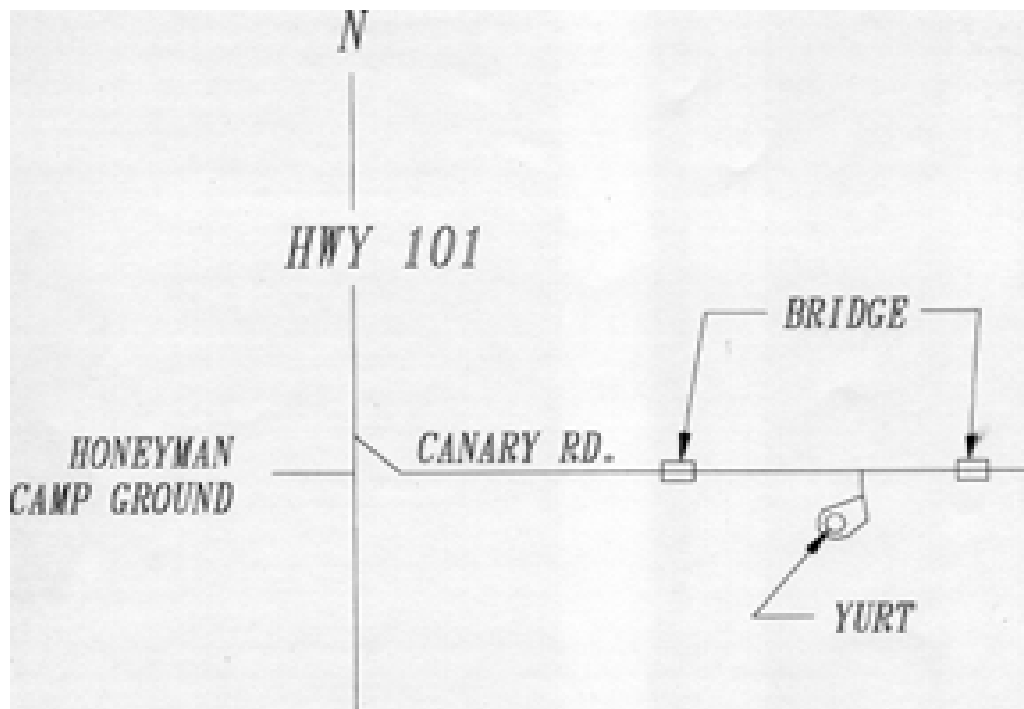 N
HWY 101
BRIDGE
HONEYMAN
CAMP GROUND
CANARY RD.
YURT